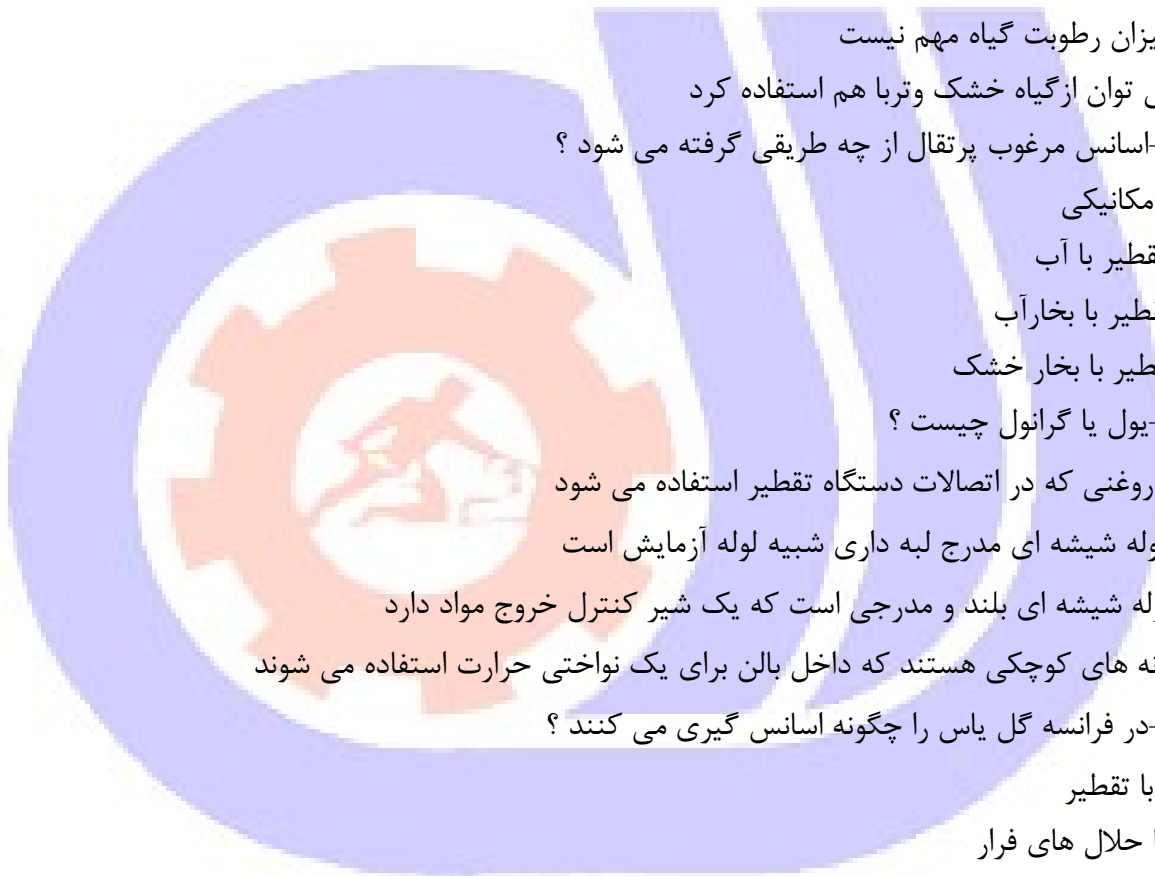 یزان رطوبت گیاه مهم نیست
توان ازگیاه خشک وتربا هم استفاده کرد
-اسانس مرغوب پرتقال از چه طریقی گرفته می شود ؟
مکانیکی
قطیر با آب
طیر با بخارآب
طیر با بخار خشک
-یول یا گرانول چیست ؟
روغنی که در اتصالات دستگاه تقطیر استفاده می شود
وله شیشه ای مدرج لبه داری شبیه لوله آزمایش است
له شیشه ای بلند و مدرجی است که یک شیر کنترل خروج مواد دارد
نه های کوچکی هستند که داخل بالن برای یک نواختی حرارت استفاده می شوند
-در فرانسه گل یاس را چگونه اسانس گیری می کنند ؟
با تقطیر
حلال های فرار